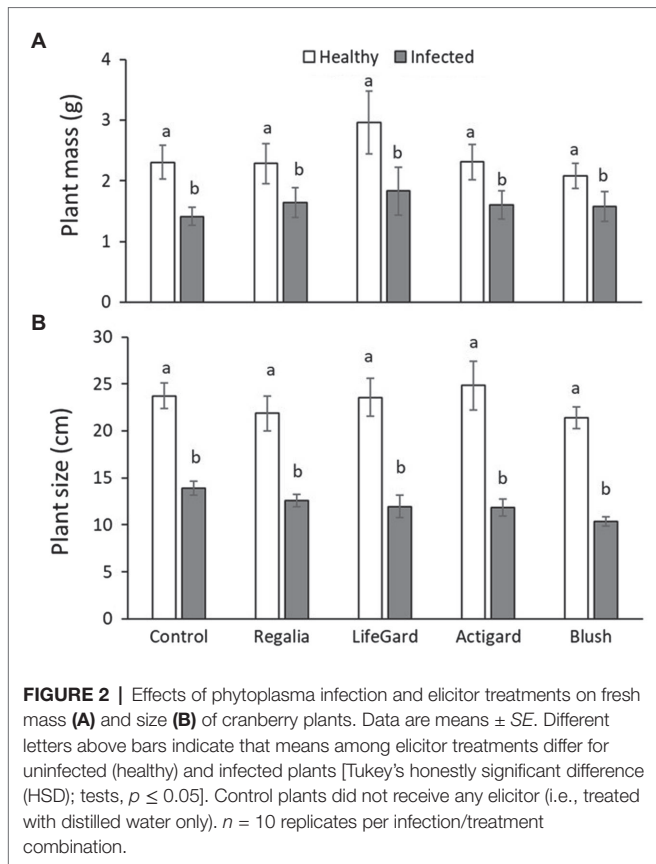 A
Healthy Infected
4
3
2
1
0
Plant mass (g)
a b a b a b a b a b
B
30
25
20
15
10
5
0
Plant size (cm)
a b a b a b a b a b
Control Regalia LifeGard Actigard Blush
FIGURE 2 | Effects of phytoplasma infection and elicitor treatments on fresh
mass (A) and size (B) of cranberry plants. Data are means ± SE. Different
letters above bars indicate that means among elicitor treatments differ for
uninfected (healthy) and infected plants [Tukey's honestly significant difference
(HSD); tests, p ≤ 0.05]. Control plants did not receive any elicitor (i.e., treated
with distilled water only). n = 10 replicates per infection/treatment
combination.